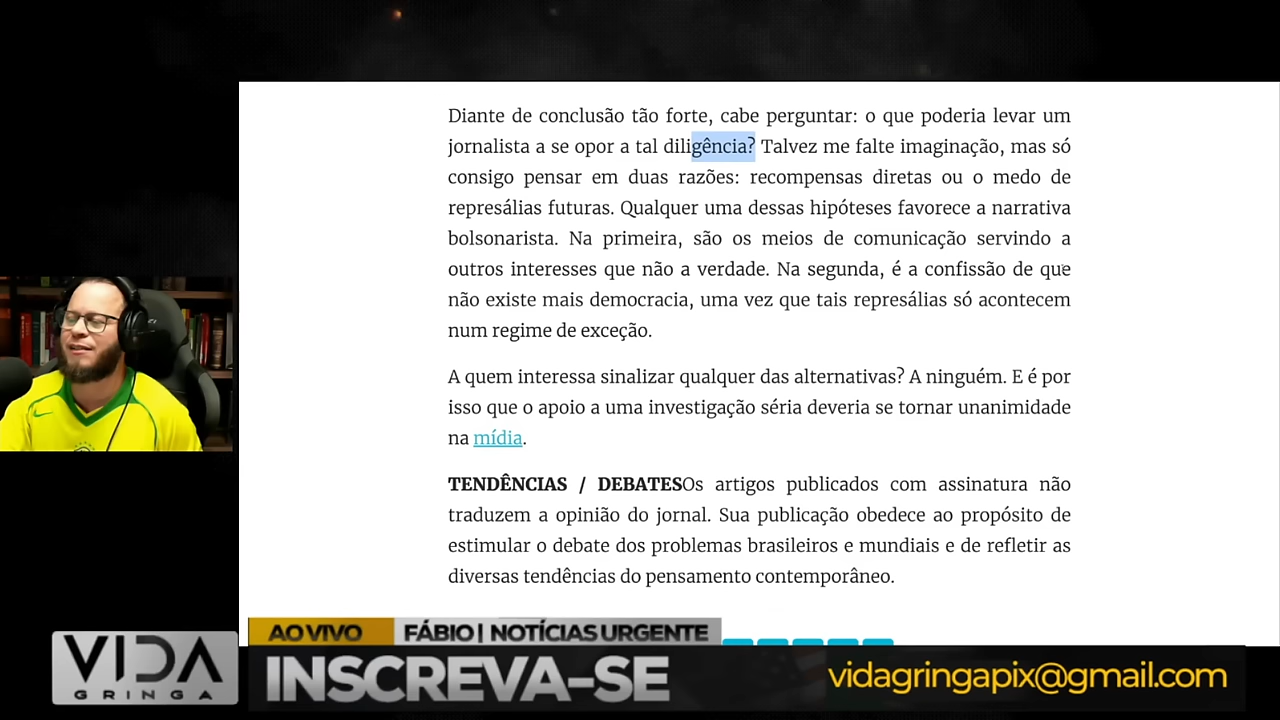 Diante de conclusão tão forte, cabe perguntar: o que poderia levar um
jornalista a se opor a tal diligência? Talvez me falte imaginação, mas só
consigo pensar em duas razões: recompensas diretas ou o medo de
represálias futuras. Qualquer uma dessas hipóteses favorece a narrativa
bolsonarista. Na primeira, são os meios de comunicação servindo a
outros interesses que não a verdade. Na segunda, é a confissão de que
não existe mais democracia, uma vez que tais represálias só acontecem
num regime de exceção.
A quem interessa sinalizar qualquer das alternativas? A ninguém. E é por
isso que o apoio a uma investigação séria deveria se tornar unanimidade
na mídia.
TENDÊNCIAS / DEBATESOs artigos publicados com assinatura não
traduzem a opinião do jornal. Sua publicação obedece ao propósito de
estimular o debate dos problemas brasileiros e mundiais e de refletir as
diversas tendências do pensamento contemporâneo.
AO VIVO FÁBIO | NOTÍCIAS URGENTE
VIDA
GRINGA
INSCREVA-SE
vidagringapix@gmail.com